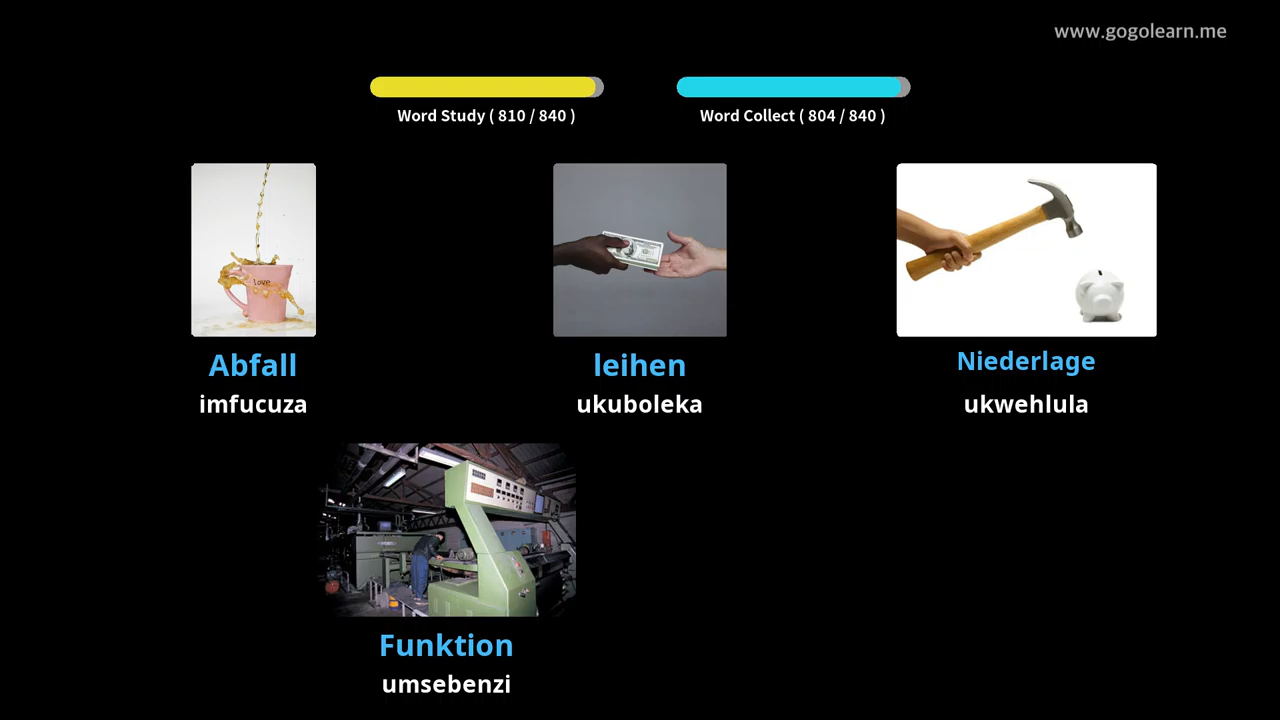 www.gogolearn.me
Word Study ( 810 / 840 )
Word Collect ( 804 / 840 )
love
Abfall
imfucuza
leihen
ukuboleka
Niederlage
ukwehlula
Funktion
umsebenzi